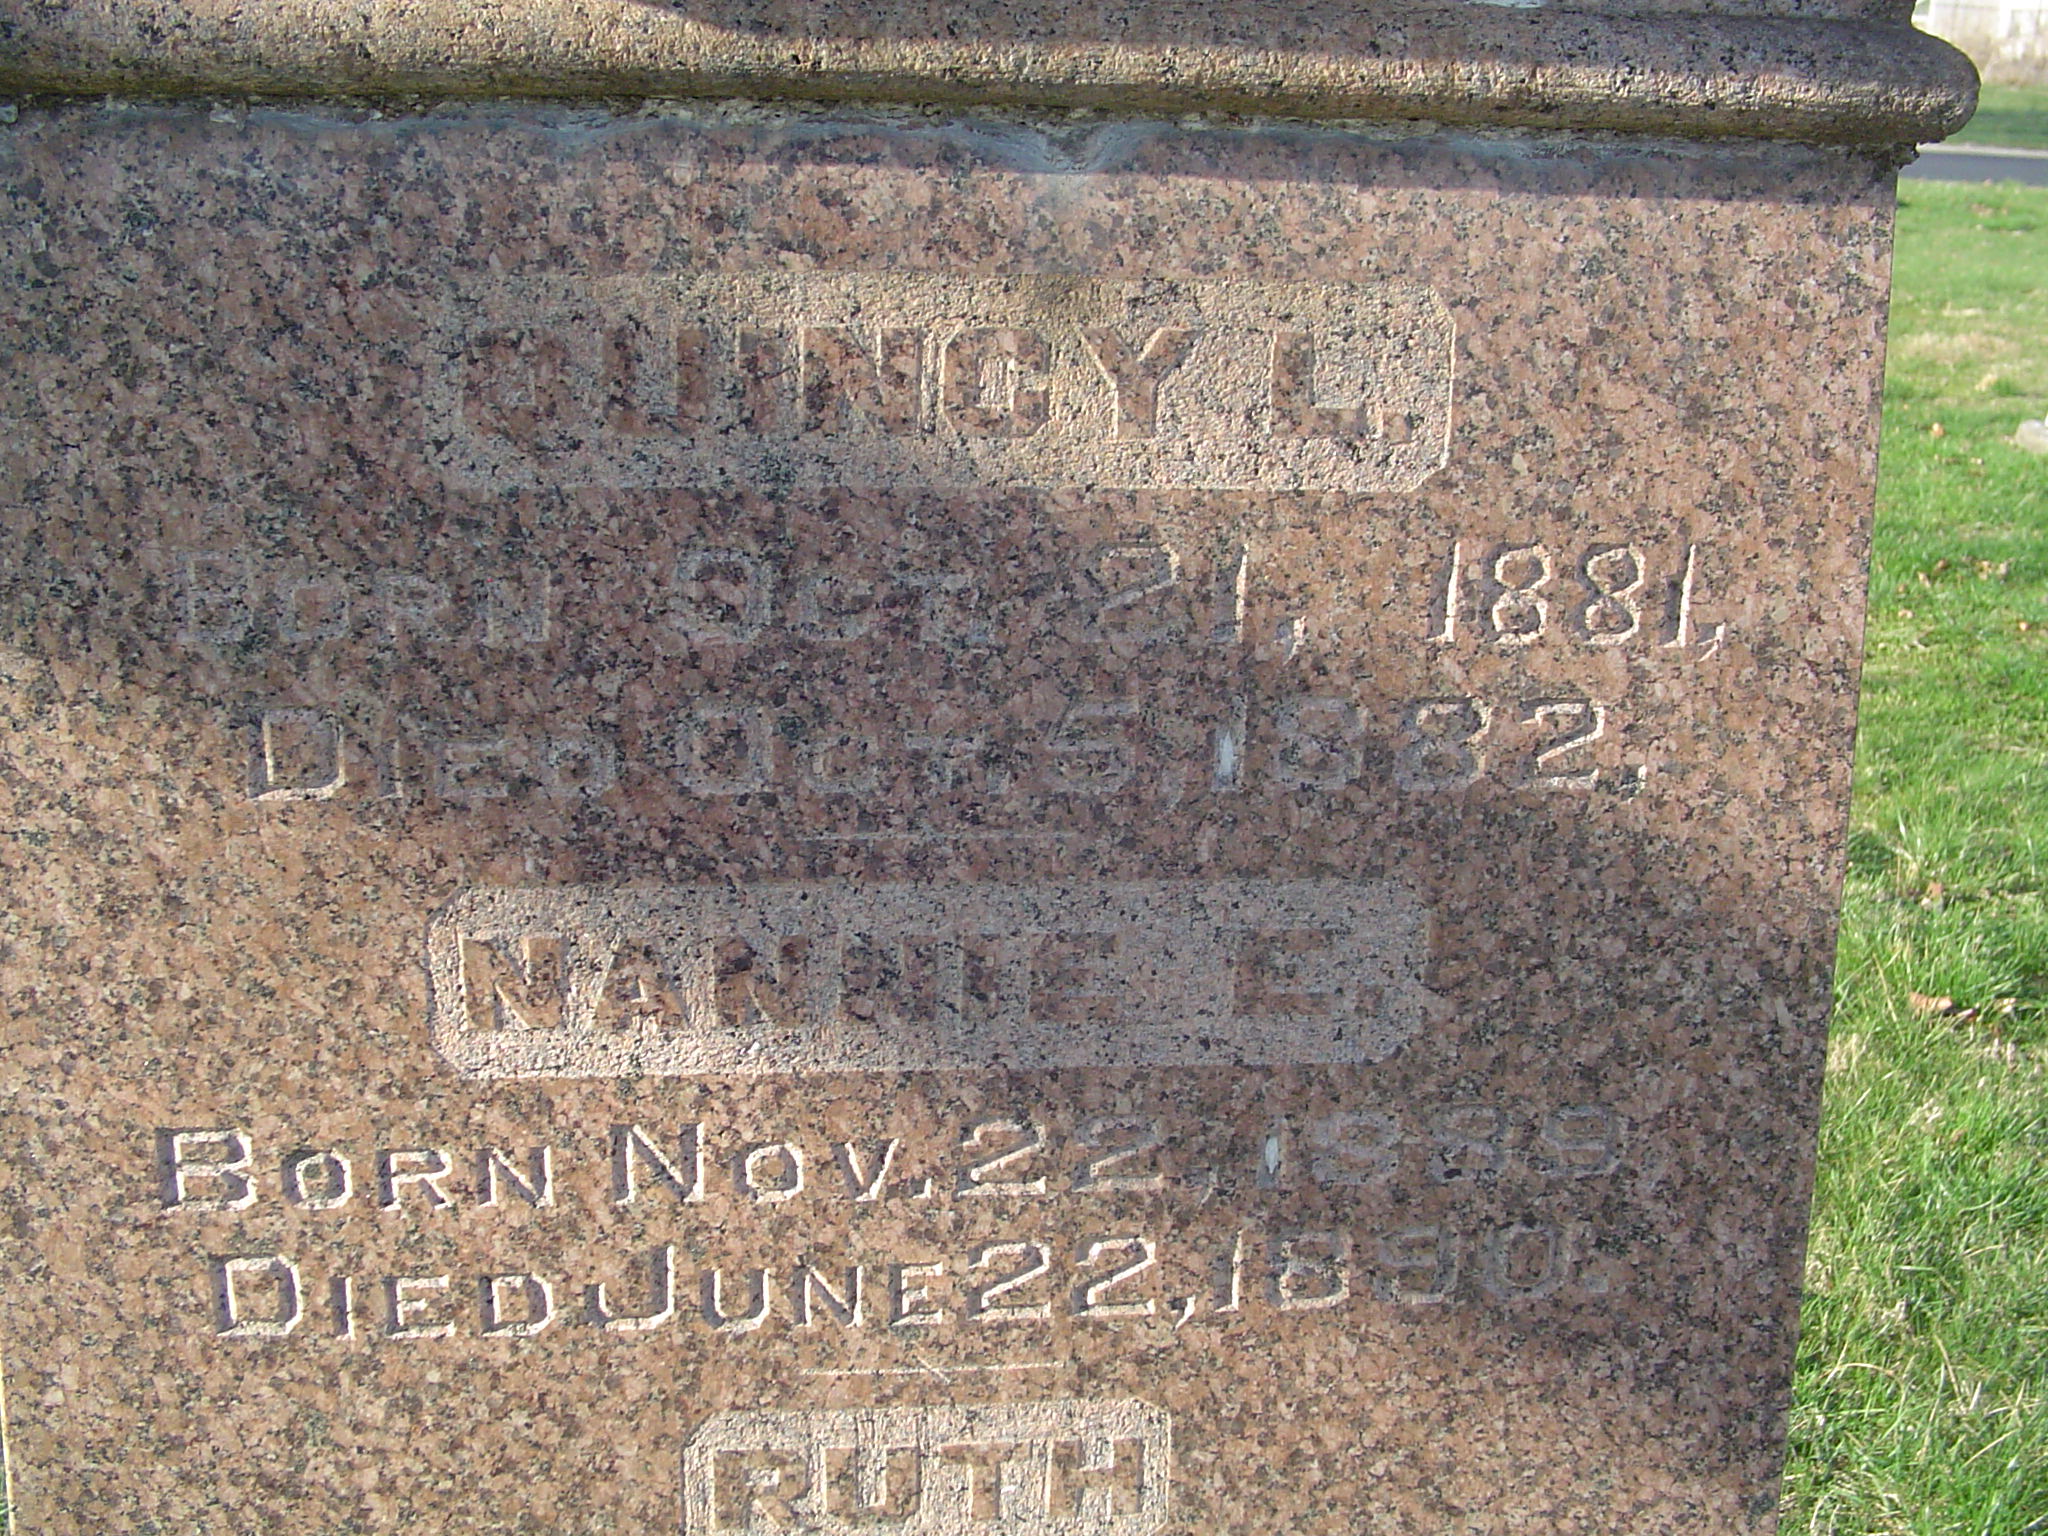 QUINCY L.
BORN OCT. 21, 1881,
DIED OCT. 5, 1882.
NANNIE E.
BORN NOV. 22, 1889,
DIED JUNE 22, 1890.
RUTH